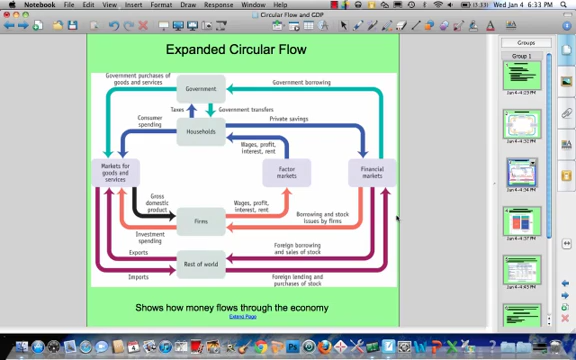 Notebook File Edit View Insert Format Draw Response Window Help
Wed Jan 4 6:33 PM
Circular Flow and GDP
Expanded Circular Flow
Government purchases of
goods and services
Government borrowing
Government
Taxes
Government transfers
Consumer
spending
Households
Private savings
Wages, profit,
interest, rent
Markets for
goods and
services
Factor
markets
Financial
markets
Gross
domestic
product
Wages, profit,
interest, rent
Borrowing and stock
issues by firms
Firms
Investment
spending
Exports
Foreign borrowing
and sales of stock
Rest of world
Imports
Foreign lending and
purchases of stock
Shows how money flows through the economy
Groups
Group 1